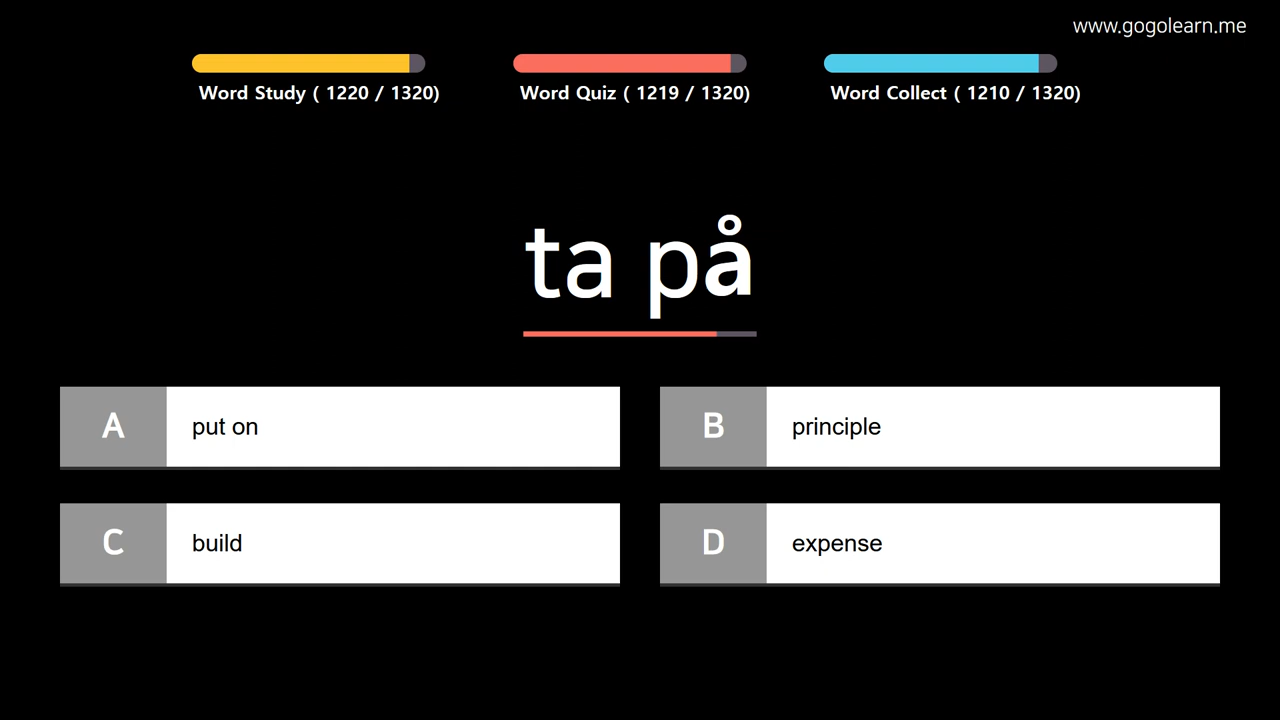 www.gogolearn.me
Word Study ( 1220 / 1320)
Word Quiz ( 1219 / 1320)
Word Collect ( 1210 / 1320)
ta på
A put on
B principle
C build
D expense